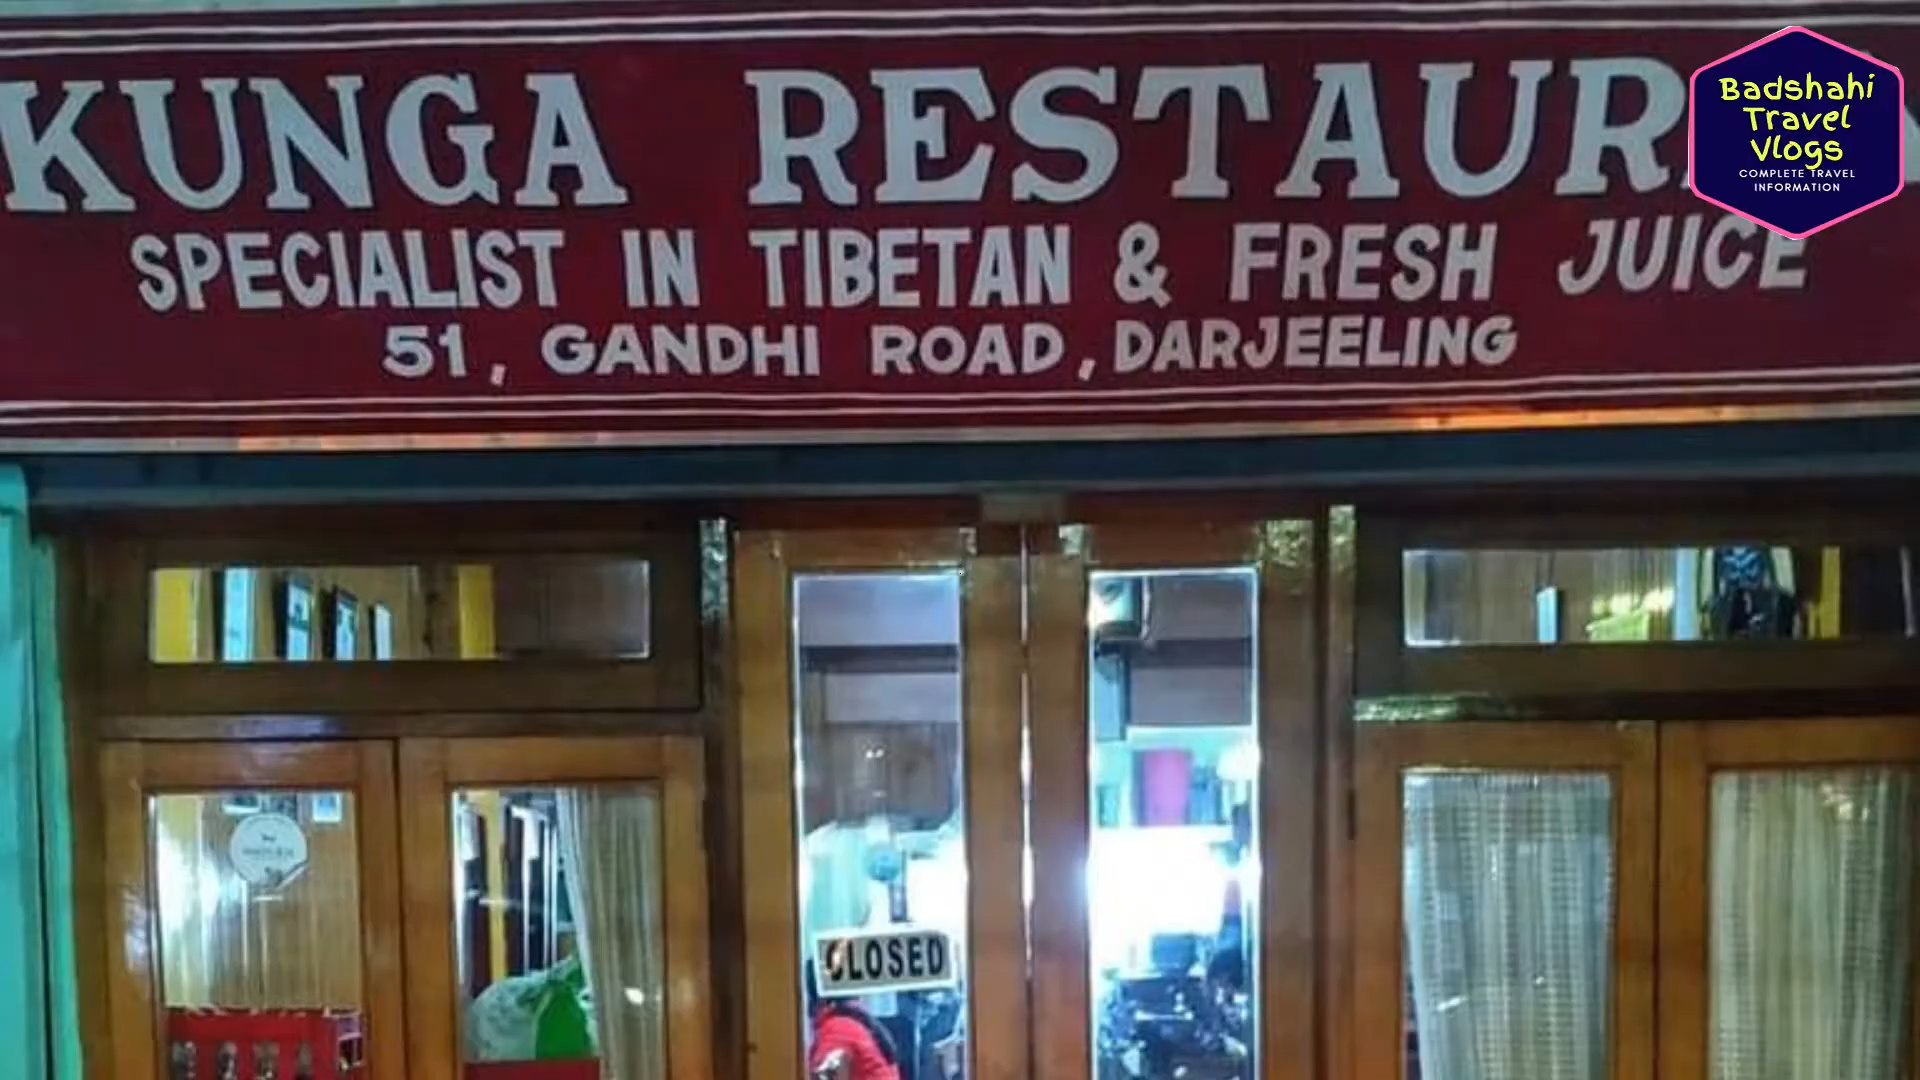 KUNGA RESTAUR
SPECIALIST IN TIBETAN & FRESH JUICE
51, GANDHI ROAD, DARJEELING
Badshahi
Travel
Vlogs
COMPLETE TRAVEL
INFORMATION
CLOSED